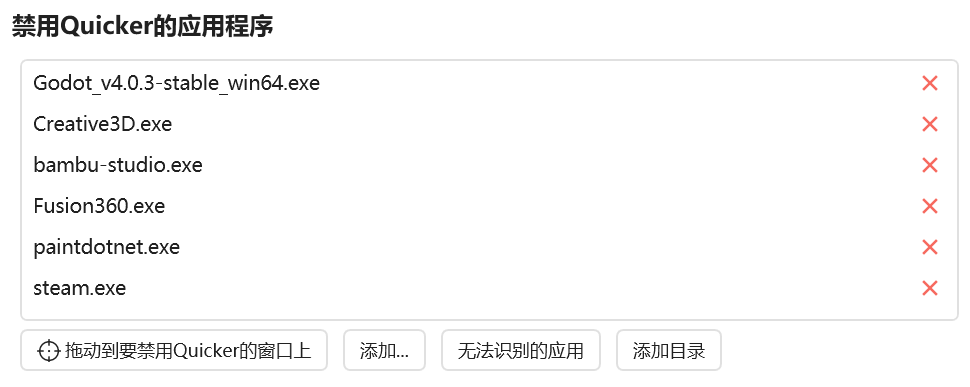 禁用Quicker的应用程序
Godot_v4.0.3-stable_win64.exe
Creative3D.exe
bambu-studio.exe
Fusion360.exe
paintdotnet.exe
steam.exe
拖动到要禁用Quicker的窗口上 添加... 无法识别的应用 添加目录